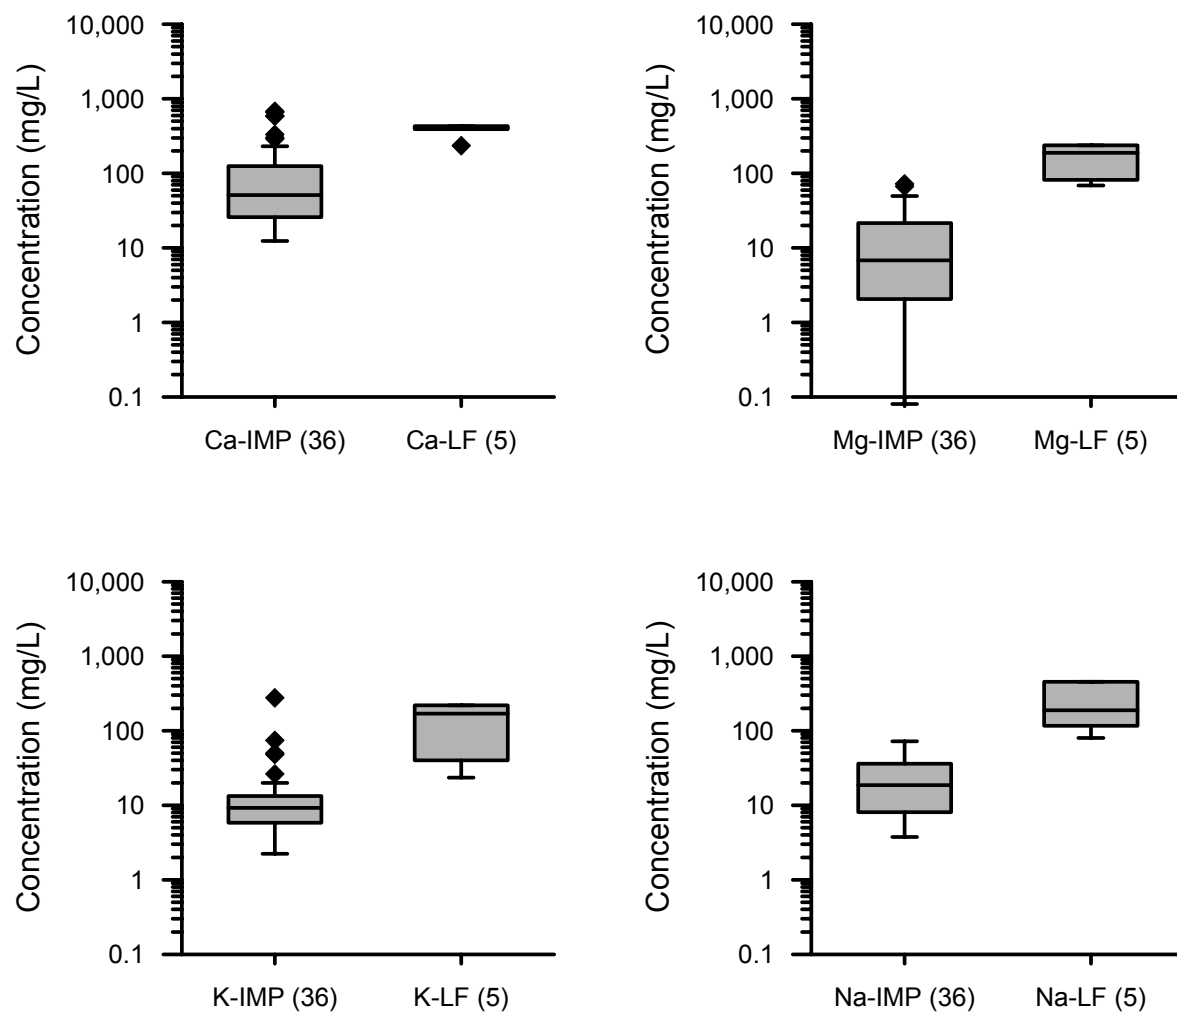 Concentration (mg/L)
10,000
1,000
100
10
1
0.1
Ca-IMP (36)
Ca-LF (5)
Concentration (mg/L)
10,000
1,000
100
10
1
0.1
Mg-IMP (36)
Mg-LF (5)
Concentration (mg/L)
10,000
1,000
100
10
1
0.1
K-IMP (36)
K-LF (5)
Concentration (mg/L)
10,000
1,000
100
10
1
0.1
Na-IMP (36)
Na-LF (5)